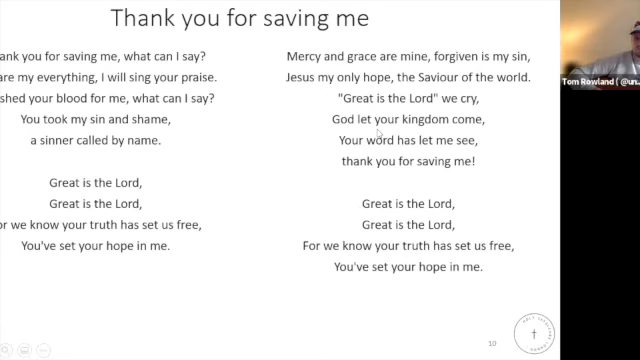 Thank you for saving me
ank you for saving me, what can I say?
are my everything, I will sing your praise.
shed your blood for me, what can I say?
You took my sin and shame,
a sinner called by name.
Great is the Lord,
Great is the Lord,
or we know your truth has set us free,
You've set your hope in me.
Mercy and grace are mine, forgiven is my sin,
Jesus my only hope, the Saviour of the world.
"Great is the Lord" we cry,
God let your kingdom come,
Your word has let me see,
thank you for saving me!
Great is the Lord,
Great is the Lord,
For we know your truth has set us free,
You've set your hope in me.
Tom Rowland ( @un...
10